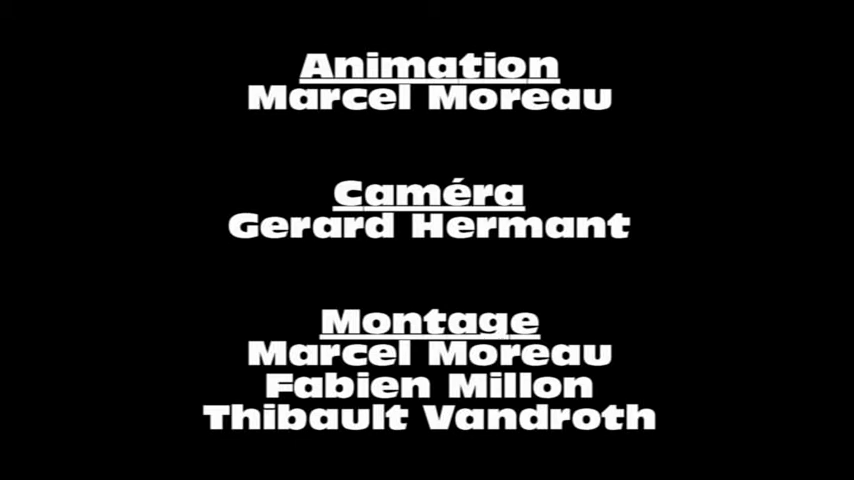 Animation
Marcel Moreau
Caméra
Gerard Hermant
Montage
Marcel Moreau
Fabien Millon
Thibault Vandroth